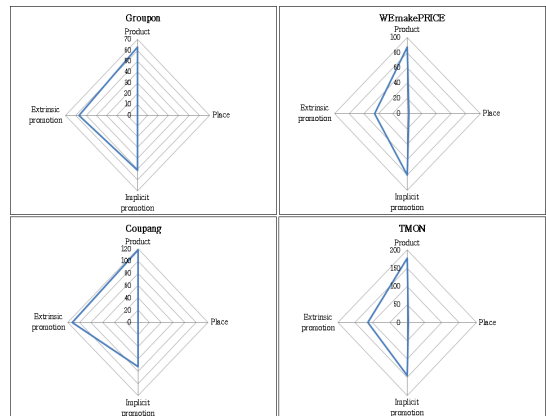 Groupon
Product
70
60
50
40
30
20
10
0
Extrinsic
promotion
Place
Implicit
promotion
WEmakePRICE
Product
100
80
60
40
20
0
Extrinsic
promotion
Place
Implicit
promotion
Coupang
Product
120
100
80
60
40
20
0
Extrinsic
promotion
Place
Implicit
promotion
TMON
Product
200
150
100
50
0
Extrinsic
promotion
Place
Implicit
promotion